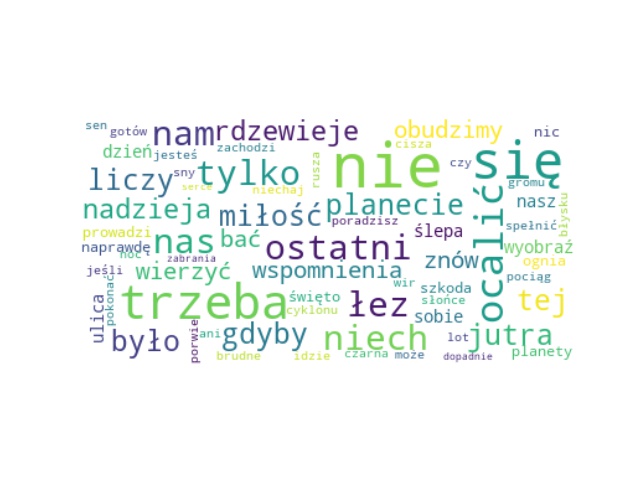 sen gotów nam rdzewieje obudzimy nic
cisza
dzień jesteś zachodzi nie czy się
liczy sny tylko rusza gromu
serce niechaj
nadzieja miłość planecie nasz błysku
poradzisz
prowadzi ślepa spełnić
naprawdę nas bać ostatni wyobraź
noc zabrania znów ognia
jeśli wierzyć wspomnienia ocalić pociąg
pokonać wir szkoda
trzeba święto łez słońce tej
ulica cyklonu sobie
było porwie ani gdyby niech lot jutra
brudne idzie czarna może dopadnie planety